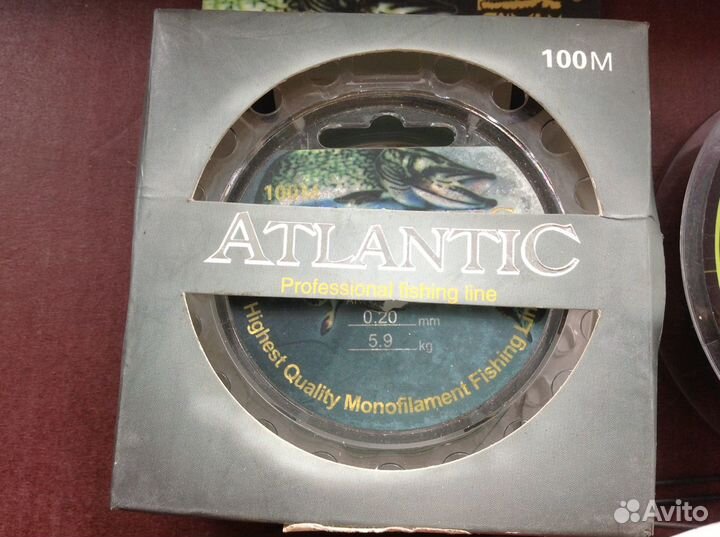 100M
100M
ATLANTIC
Professional fishing line
0.20 mm
5.9 kg
Highest Quality Monofilament Fishing Line
Avito